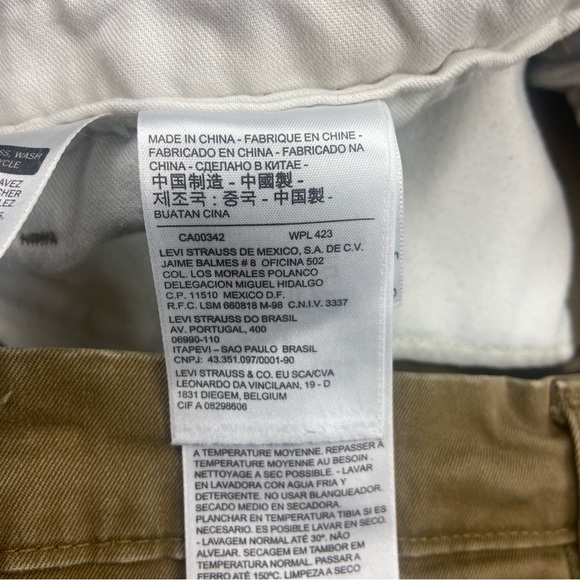 SS, WASH
CYCLE
AVEZ
CHER
LEZ
S
MADE IN CHINA - FABRIQUE EN CHINE -
FABRICADO EN CHINA - FABRICADO NA
CHINA - СДЕЛАНО В КИТАЕ -
中国制造 - 中國製 -
제조국 : 중국 - 中国製 -
BUATAN CINA
CA00342 WPL 423
LEVI STRAUSS DE MEXICO, S.A. DE C.V.
JAIME BALMES # 8 OFICINA 502
COL. LOS MORALES POLANCO
DELEGACION MIGUEL HIDALGO
C.P. 11510 MEXICO D.F.
R.F.C. LSM 660818 M-98 C.N.I.V. 3337
LEVI STRAUSS DO BRASIL
AV. PORTUGAL, 400
06990-110
ITAPEVI – SAO PAULO BRASIL
CNPJ: 43.351.097/0001-90
LEVI STRAUSS & CO. EU SCA/CVA
LEONARDO DA VINCILAAN, 19 - D
1831 DIEGEM, BELGIUM
CIF A 08298606
A TEMPERATURE MOYENNE. REPASSER A
TEMPERATURE MOYENNE AU BESOIN .
NETTOYAGE A SEC POSSIBLE. - LAVAR
EN LAVADORA CON AGUA FRIA Y
DETERGENTE. NO USAR BLANQUEADOR.
SECADO MEDIO EN SECADORA.
PLANCHAR EN TEMPERATURA TIBIA SI ES
NECESARIO. ES POSIBLE LAVAR EN SECO.
- LAVAGEM NORMAL ATÉ 30º. NÃO
ALVEJAR. SECAGEM EM TAMBOR EM
TEMPERATURA NORMAL. PASSAR A
FERRO ATÉ 150ºC. LIMPEZA A SECO